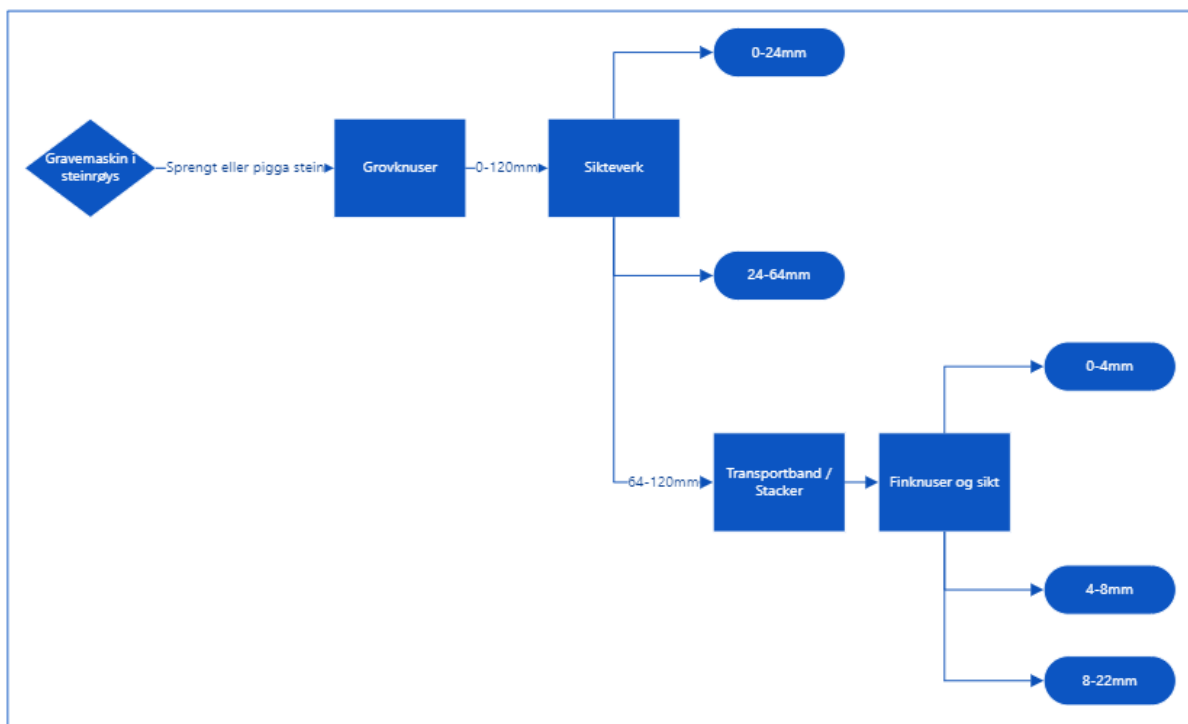 0-24mm
Gravemaskin i
steinrøys
Sprengt eller pigga stein
Grovknuser
0-120mm
Sikteverk
24-64mm
0-4mm
64-120mm
Transportband /
Stacker
Finknuser og sikt
4-8mm
8-22mm